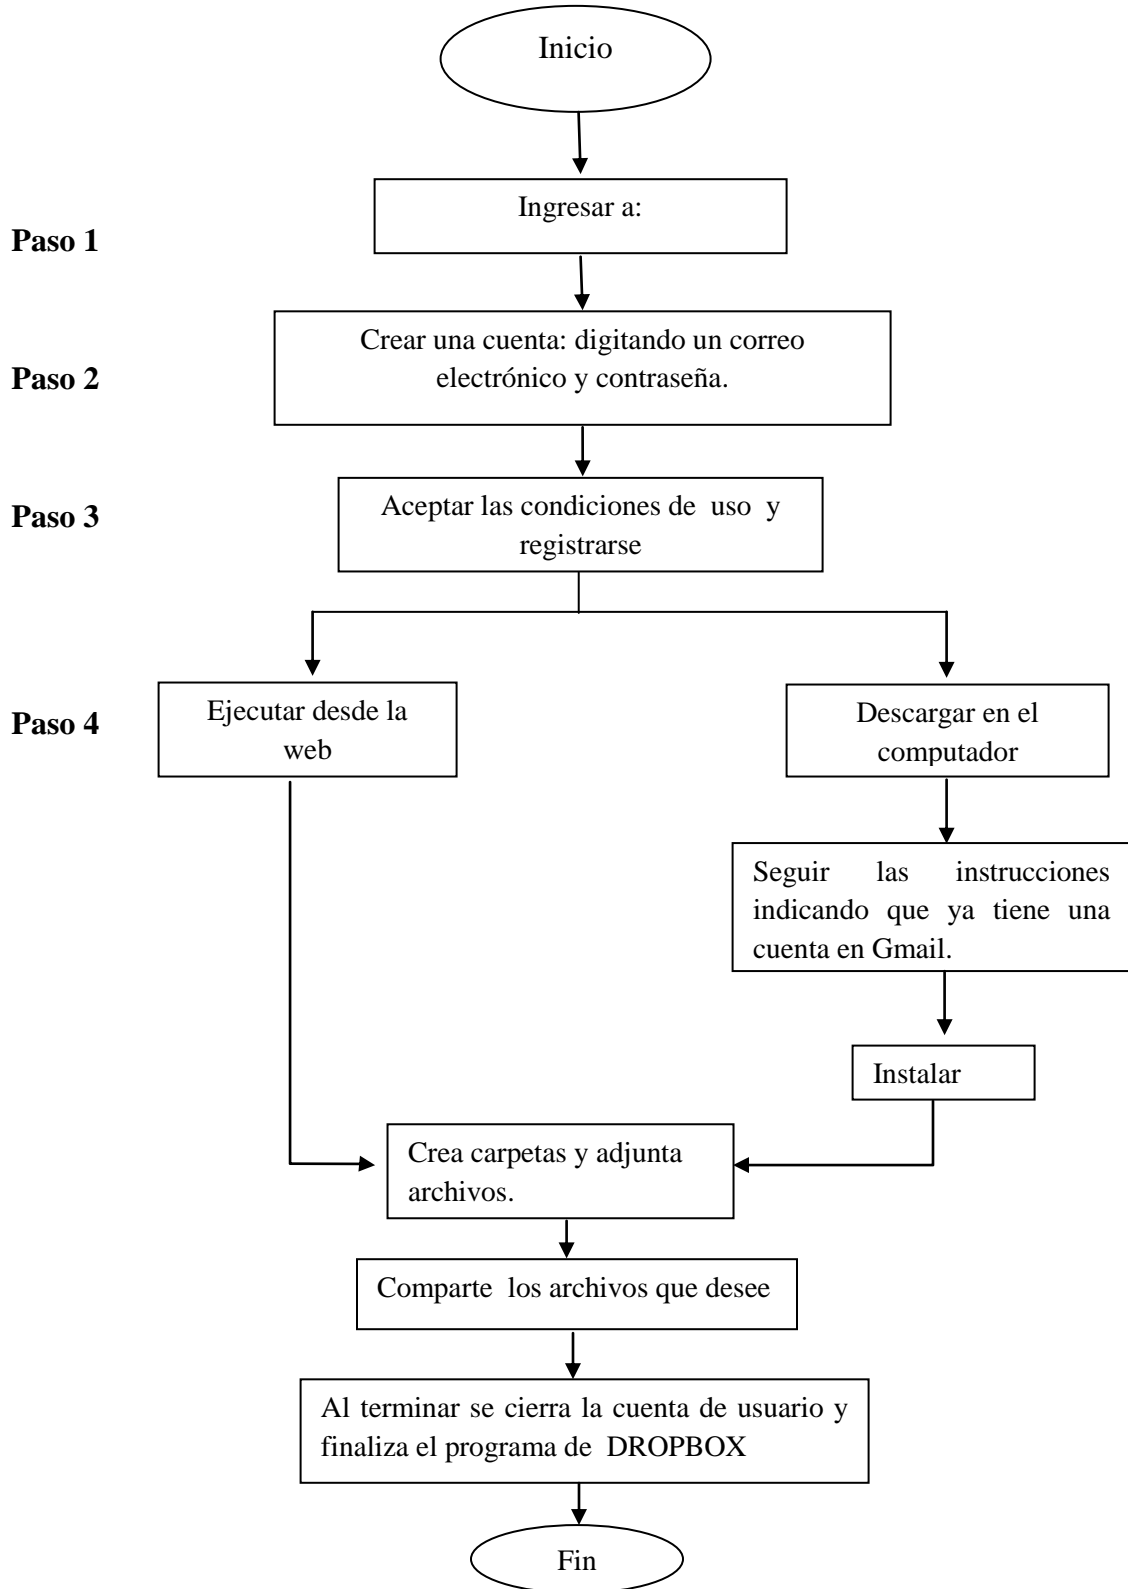 Inicio
Ingresar a:
Paso 1
Crear una cuenta: digitando un correo
electrónico y contraseña.
Paso 2
Aceptar las condiciones de uso y
registrarse
Paso 3
Paso 4
Ejecutar desde la
web
Descargar en el
computador
Seguir las instrucciones
indicando que ya tiene una
cuenta en Gmail.
Instalar
Crea carpetas y adjunta
archivos.
Comparte los archivos que desee
Al terminar se cierra la cuenta de usuario y
finaliza el programa de DROPBOX
Fin